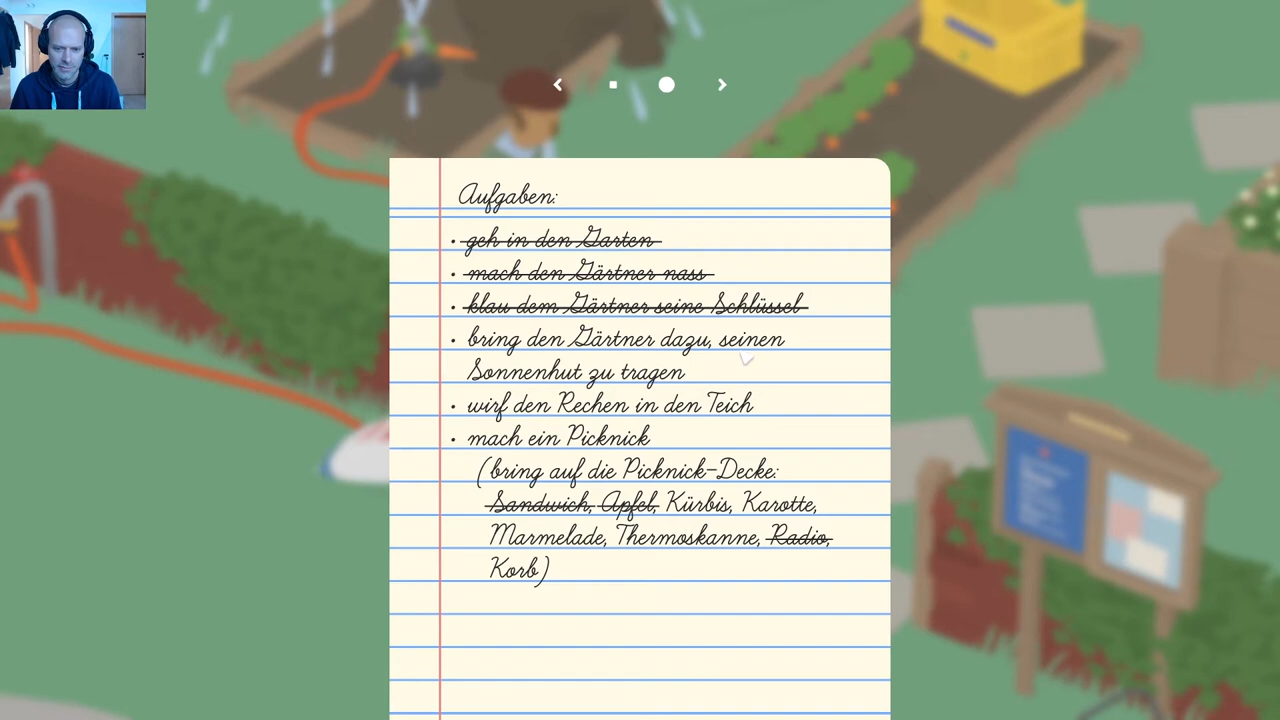 Aufgaben:
• geh in den Garten
• mach den Gärtner nass
• klau dem Gärtner seine Schlüssel
• bring den Gärtner dazu, seinen
Sonnenhut zu tragen
• wirf den Rechen in den Teich
• mach ein Picknick
(bring auf die Picknick-Decke:
Sandwich, Apfel, Kürbis, Karotte,
Marmelade, Thermoskanne, Radio,
Korb)